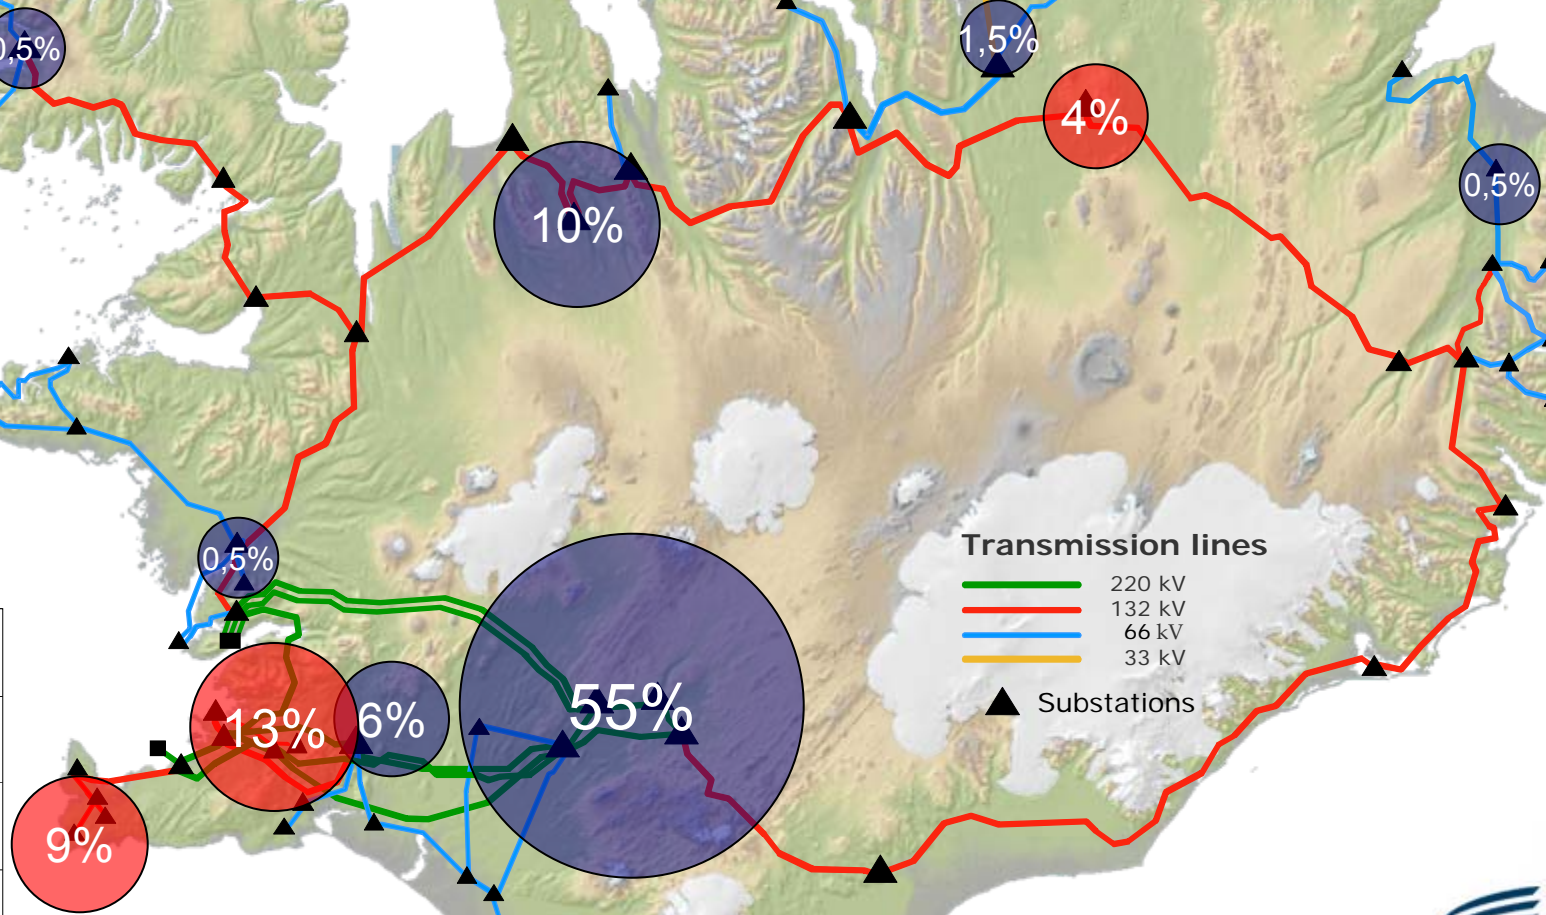 0,5%
1,5%
4%
10%
0,5%
0,5%
Transmission lines
220 kV
132 kV
66 kV
33 kV
Substations
55%
13%
6%
9%